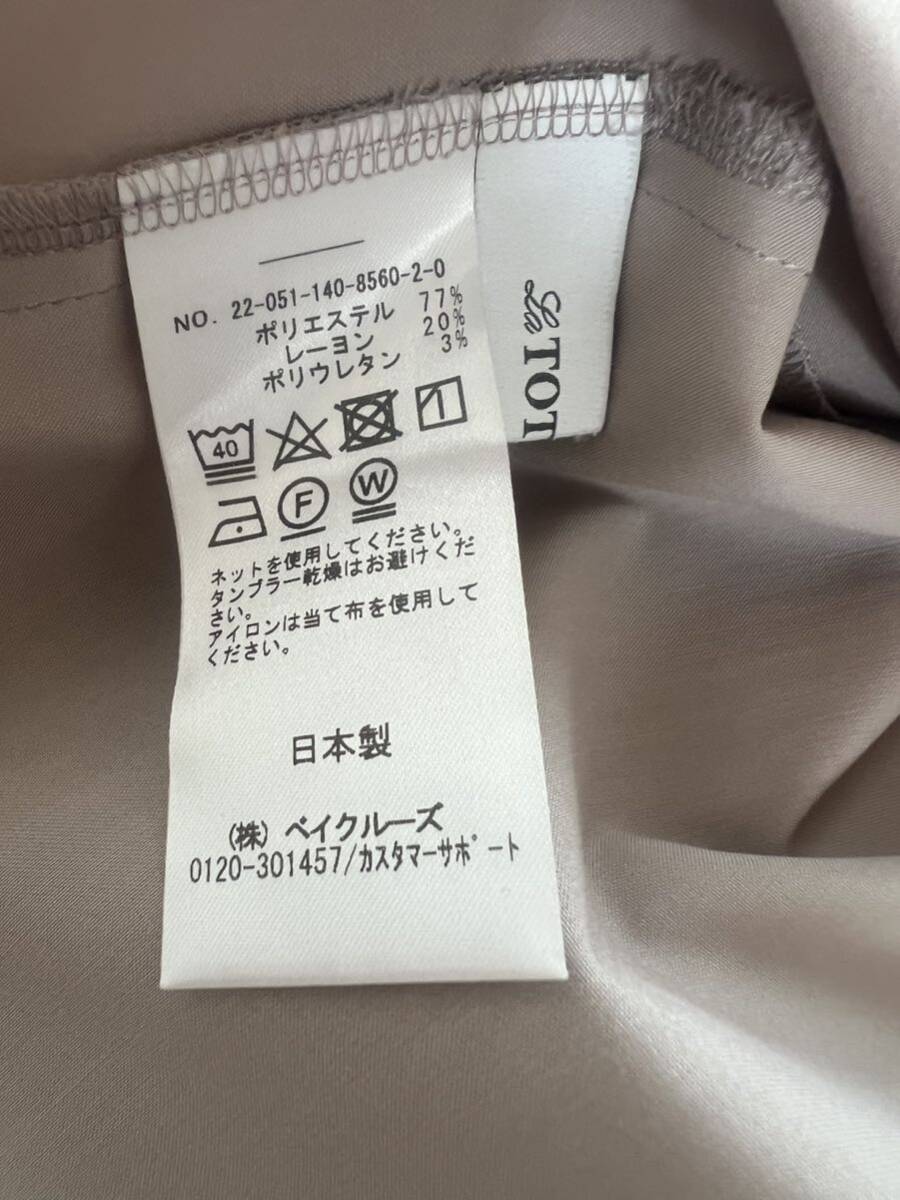 NO. 22-051-140-8560-2-0
ポリエステル 77%
レーヨン 20%
ポリウレタン 3%
40
F
W
ネットを使用してください。
タンブラー乾燥はお避けくだ
さい。
アイロンは当て布を使用して
ください。
日本製
(株) ベイクルーズ
0120-301457/カスタマーサポート
La TOT